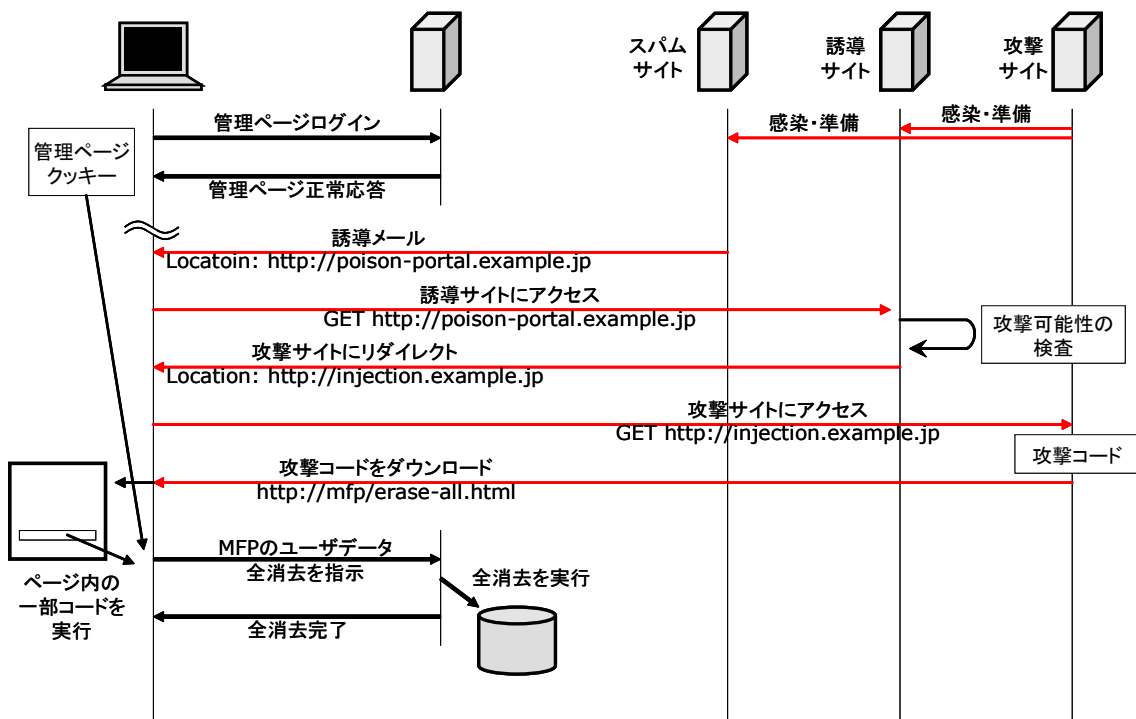 スパム
サイト
誘導
サイト
攻撃
サイト
管理ページログイン
感染・準備
感染・準備
管理ページ
クッキー
管理ページ正常応答
誘導メール
Locatoin: http://poison-portal.example.jp
誘導サイトにアクセス
GET http://poison-portal.example.jp
攻撃可能性の
検査
攻撃サイトにリダイレクト
Location: http://injection.example.jp
攻撃サイトにアクセス
GET http://injection.example.jp
攻撃コード
攻撃コードをダウンロード
http://mfp/erase-all.html
MFPのユーザデータ
全消去を指示
全消去を実行
ページ内の
一部コードを
実行
全消去完了